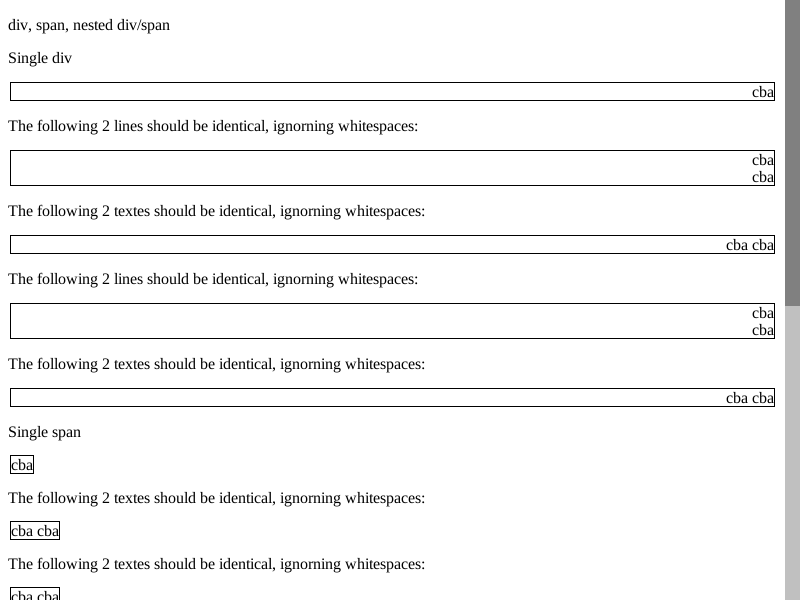 div, span, nested div/span
Single div
cba
The following 2 lines should be identical, ignorning whitespaces:
cba
cba
The following 2 textes should be identical, ignorning whitespaces:
cba cba
The following 2 lines should be identical, ignorning whitespaces:
cba
cba
The following 2 textes should be identical, ignorning whitespaces:
cba cba
Single span
cba
The following 2 textes should be identical, ignorning whitespaces:
cba cba
The following 2 textes should be identical, ignorning whitespaces:
cba cba